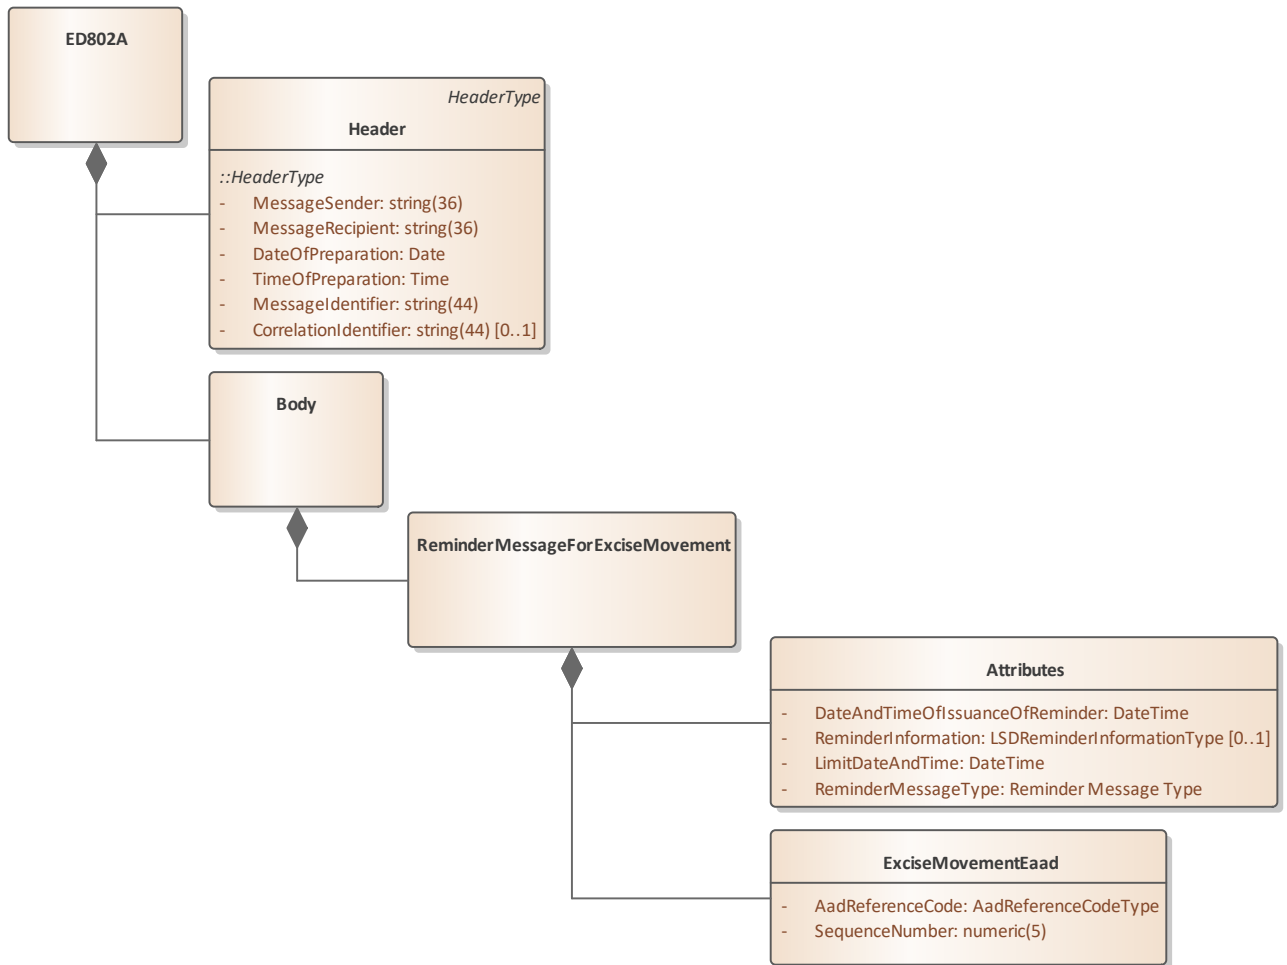 ED802A
HeaderType
Header
::HeaderType
- MessageSender: string(36)
- MessageRecipient: string(36)
- DateOfPreparation: Date
- TimeOfPreparation: Time
- MessageIdentifier: string(44)
- CorrelationIdentifier: string(44) [0..1]
Body
ReminderMessageForExciseMovement
Attributes
- DateAndTimeOfIssuanceOfReminder: DateTime
- ReminderInformation: LSDReminderInformationType [0..1]
- LimitDateAndTime: DateTime
- ReminderMessageType: Reminder Message Type
ExciseMovementEaad
- AadReferenceCode: AadReferenceCodeType
- SequenceNumber: numeric(5)